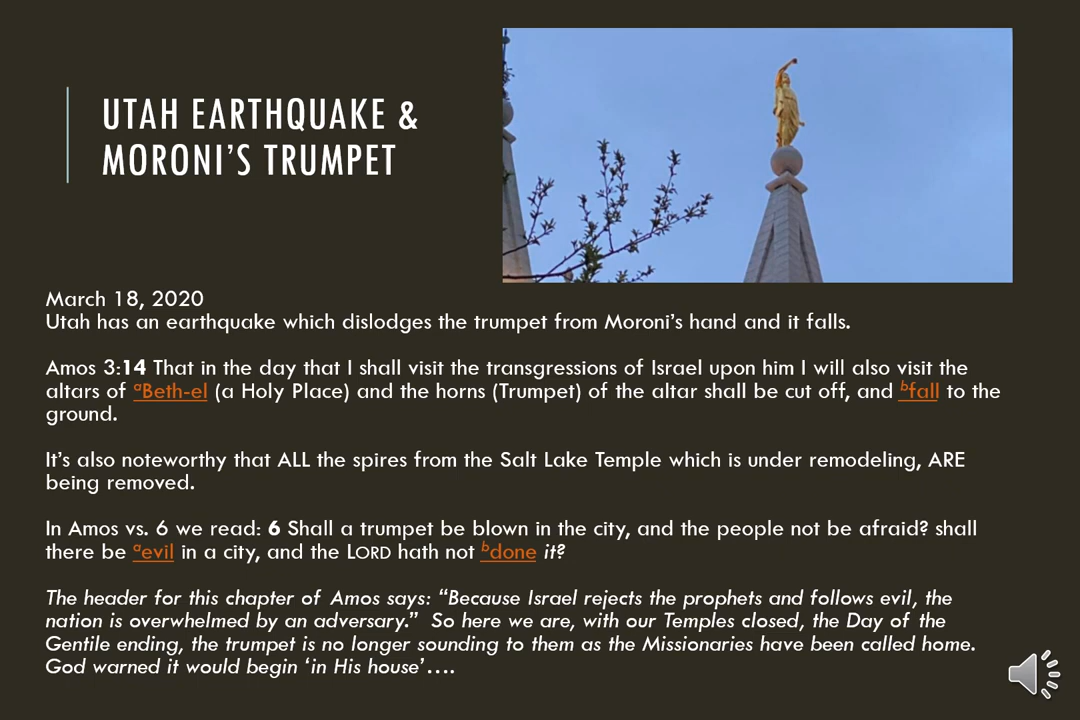 UTAH EARTHQUAKE &
MORONI’S TRUMPET
March 18, 2020
Utah has an earthquake which dislodges the trumpet from Moroni’s hand and it falls.
Amos 3:14 That in the day that I shall visit the transgressions of Israel upon him I will also visit the
altars of aBeth-el (a Holy Place) and the horns (Trumpet) of the altar shall be cut off, and bfall to the
ground.
It’s also noteworthy that ALL the spires from the Salt Lake Temple which is under remodeling, ARE
being removed.
In Amos vs. 6 we read: 6 Shall a trumpet be blown in the city, and the people not be afraid? shall
there be aevil in a city, and the LORD hath not bdone it?
The header for this chapter of Amos says: “Because Israel rejects the prophets and follows evil, the
nation is overwhelmed by an adversary.” So here we are, with our Temples closed, the Day of the
Gentile ending, the trumpet is no longer sounding to them as the Missionaries have been called home.
God warned it would begin ‘in His house’….